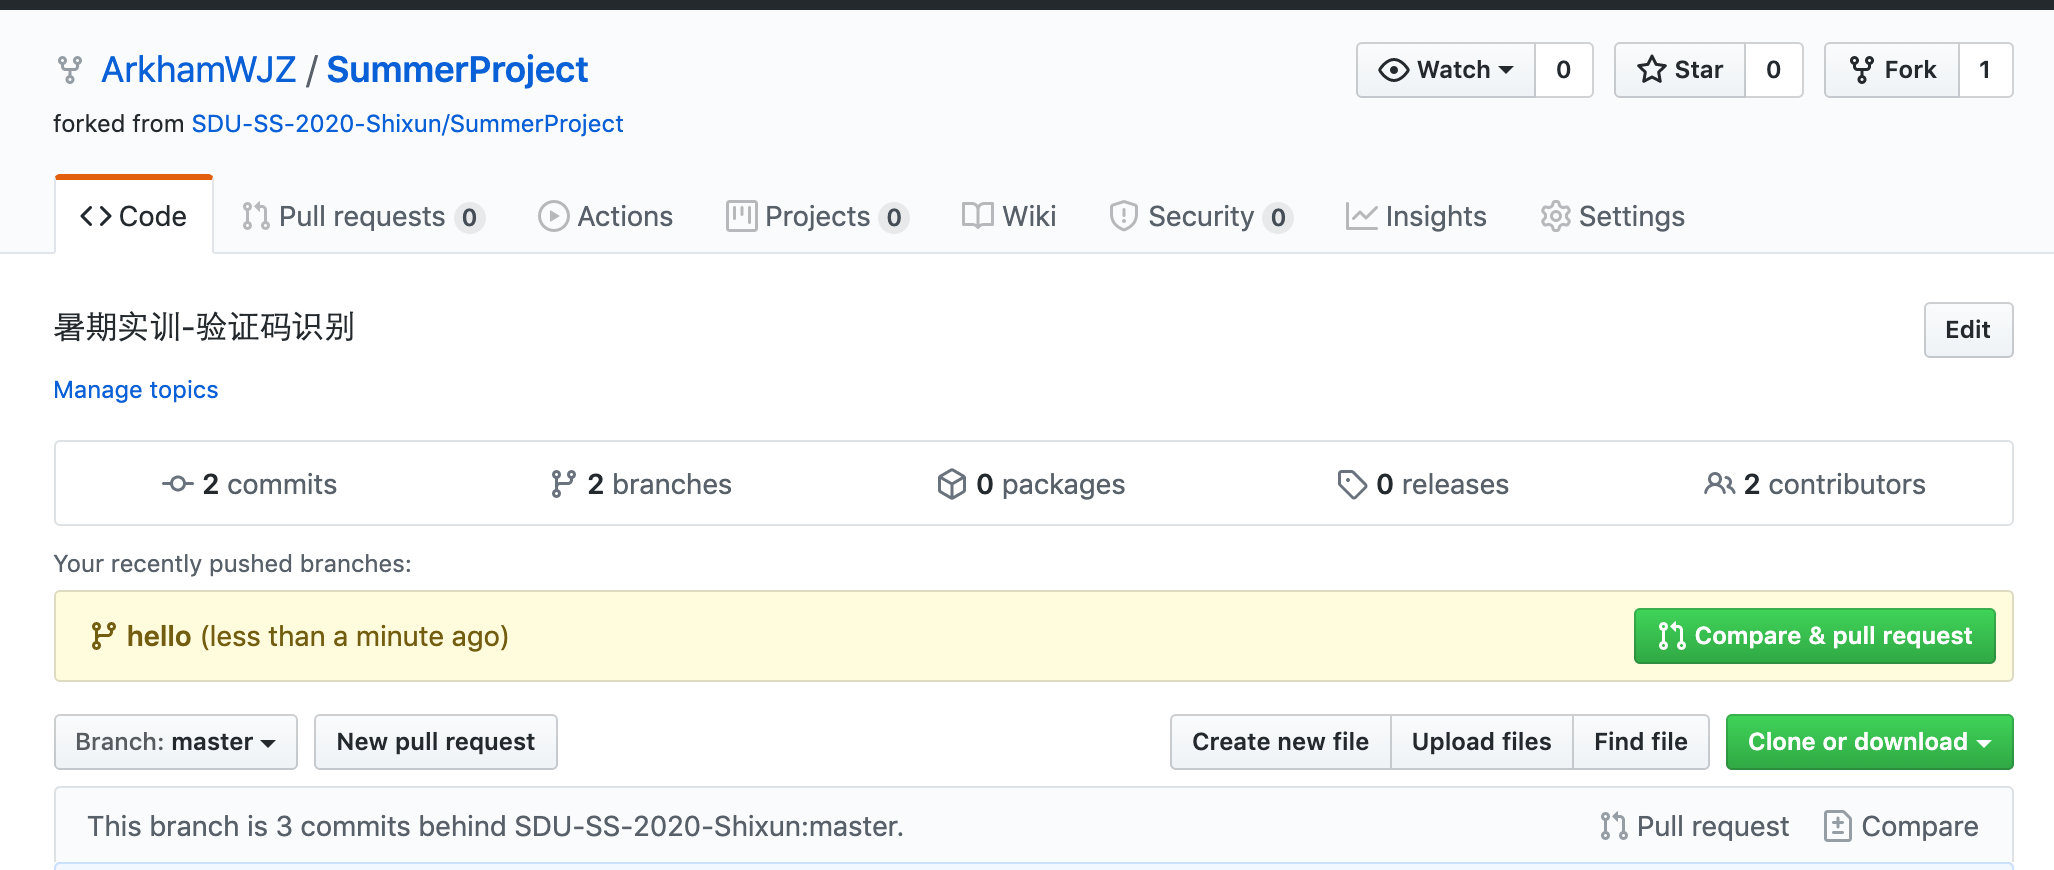 ArkhamWJZ / SummerProject
Watch 0 Star 0 Fork 1
forked from SDU-SS-2020-Shixun/SummerProject
Code Pull requests 0 Actions Projects 0 Wiki Security 0 Insights Settings
暑期实训-验证码识别
Edit
Manage topics
2 commits 2 branches 0 packages 0 releases 2 contributors
Your recently pushed branches:
hello (less than a minute ago) Compare & pull request
Branch: master New pull request Create new file Upload files Find file Clone or download
This branch is 3 commits behind SDU-SS-2020-Shixun:master. Pull request Compare